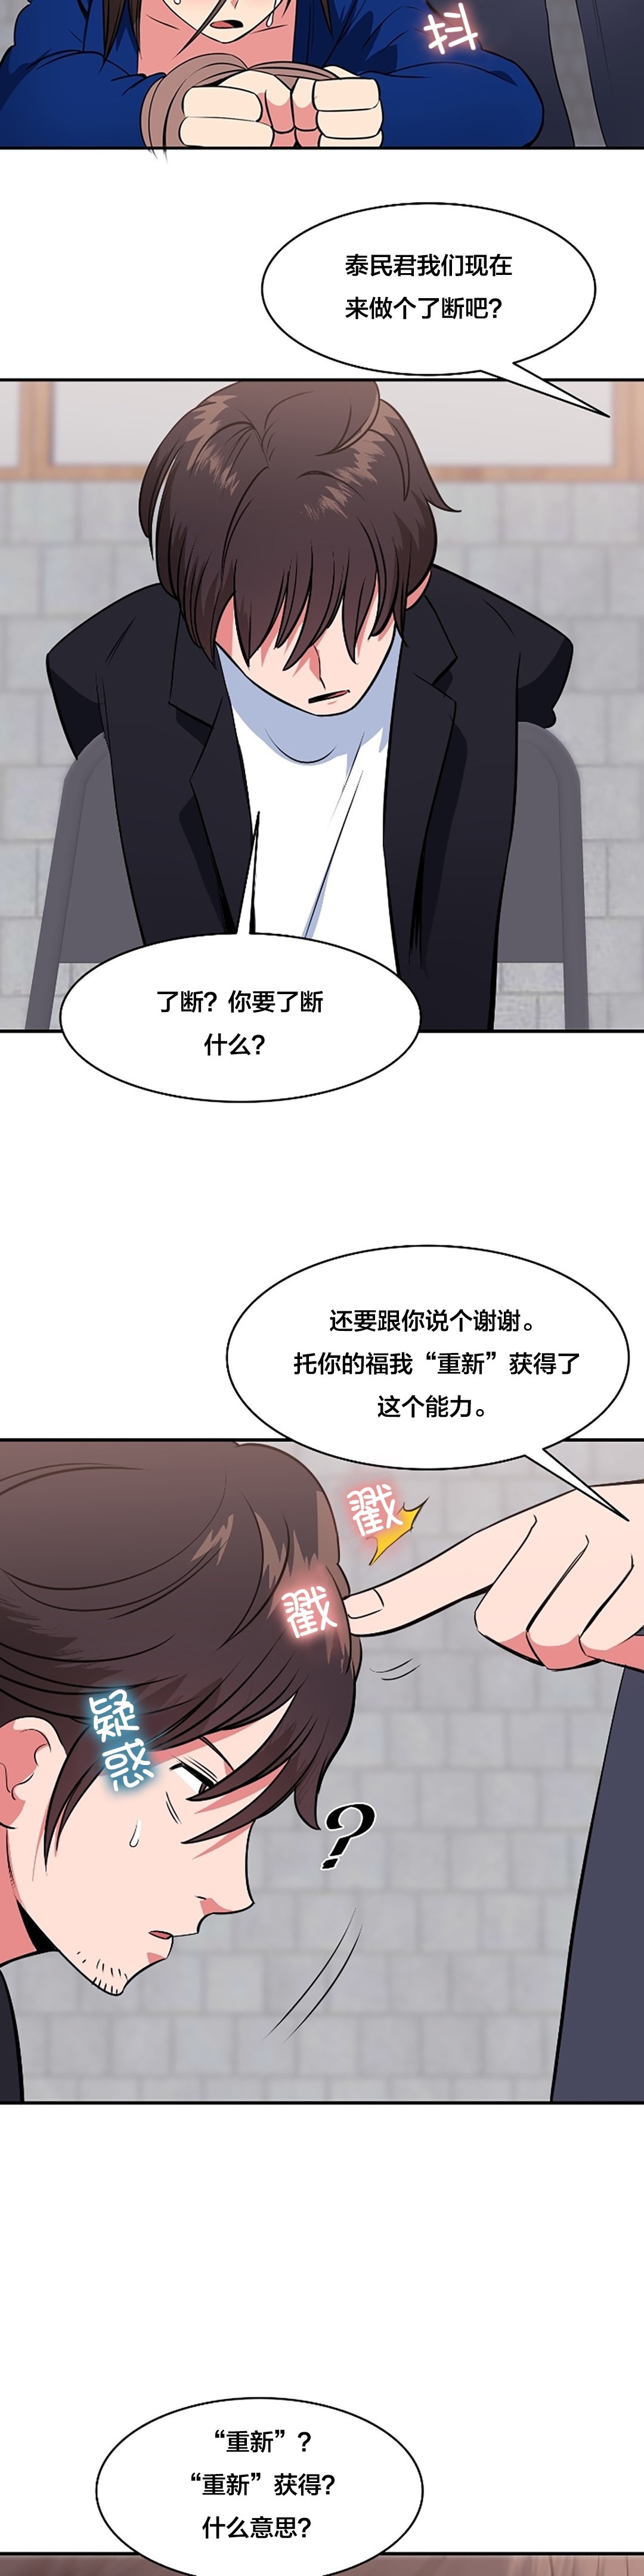 抖
泰民君我们现在
来做个了断吧?
了断？你要了断
什么?
还要跟你说个谢谢。
托你的福我“重新”获得了
这个能力。
戳
戳
疑
惑
?
“重新”?
“重新”获得?
什么意思?